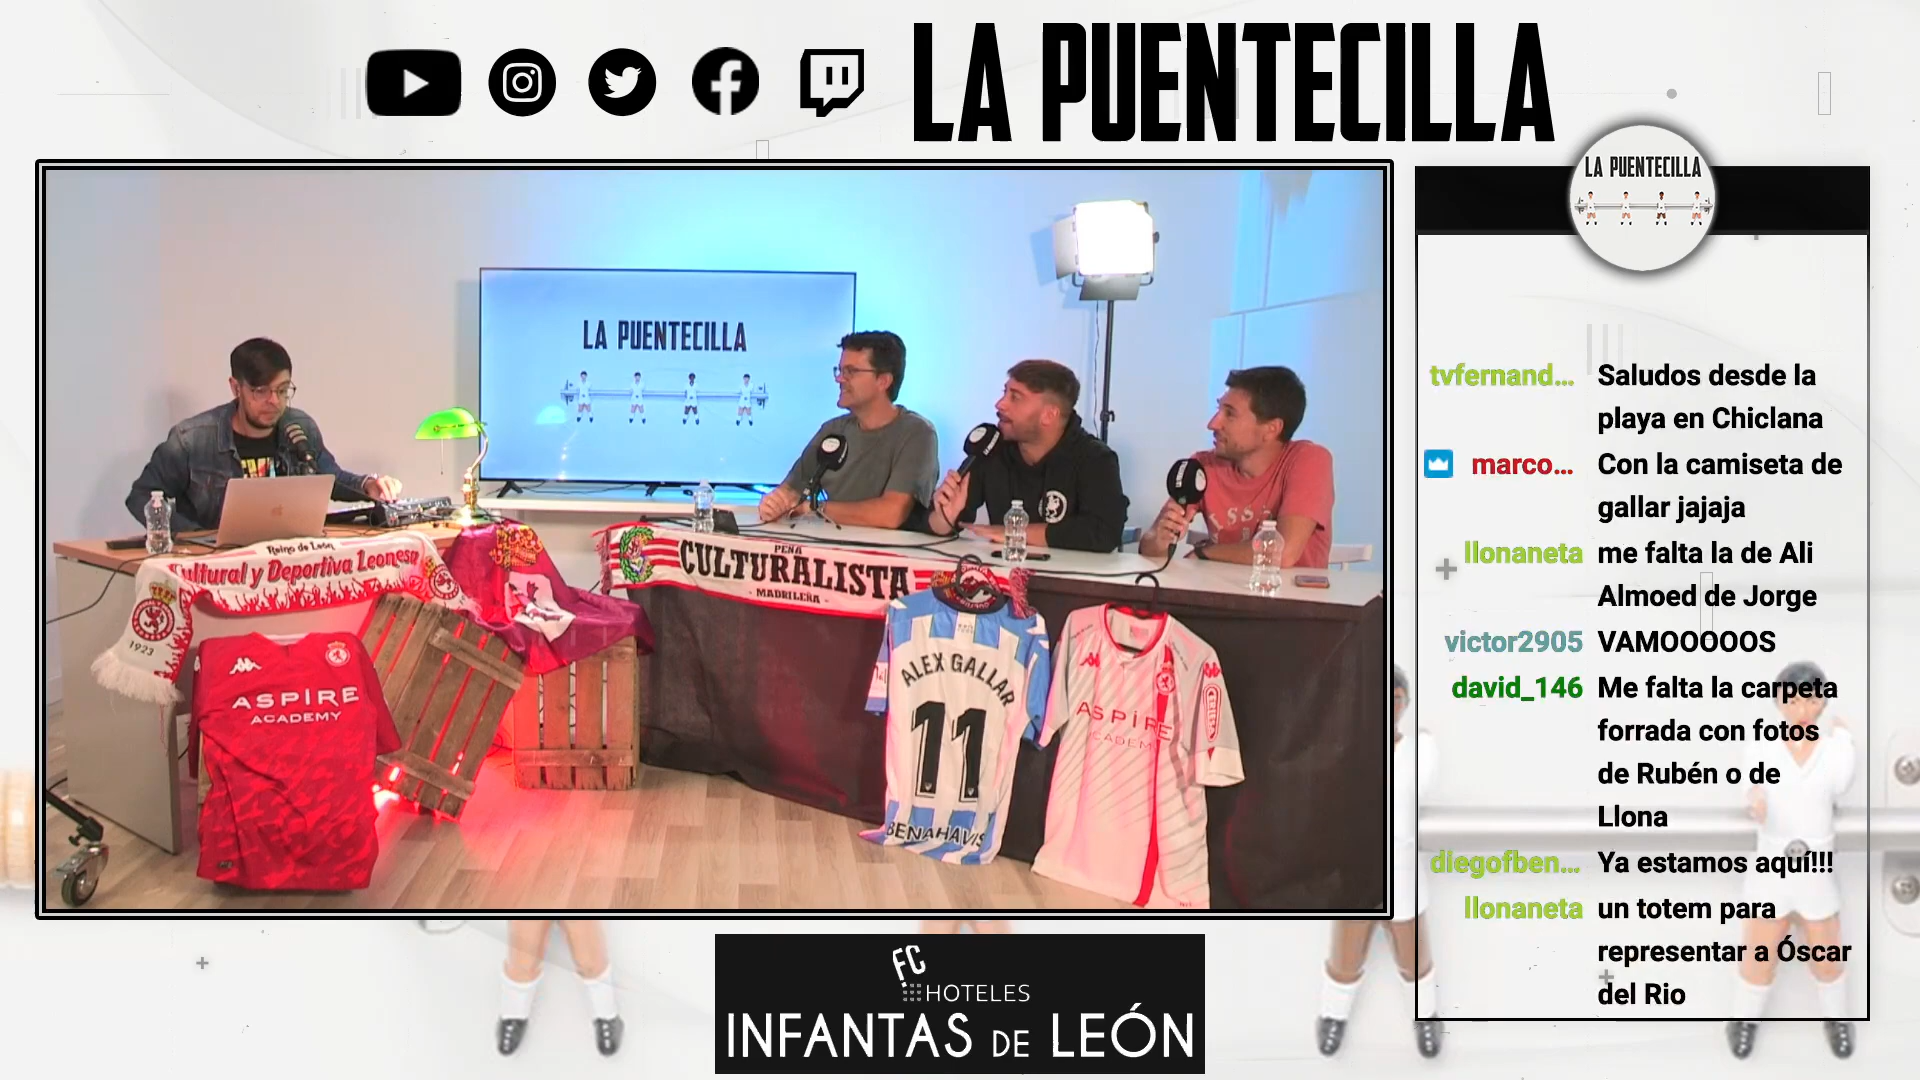 LA PUENTECILLA
LA PUENTECILLA
LA PUENTECILLA
Reino de León
Cultural y Deportiva Leonesa
1923
PEÑA
CULTURALISTA
- MADRILEÑA -
ASPIRE
ACADEMY
ALEX GALLAR
11
BENAHAVIS
ASPIRE
ACADEMY
tvfernand... Saludos desde la
playa en Chiclana
marco... Con la camiseta de
gallar jajaja
llonaneta me falta la de Ali
Almoed de Jorge
victor2905 VAMOOOOOS
david_146 Me falta la carpeta
forrada con fotos
de Rubén o de
Llona
diegofben... Ya estamos aquí!!!
llonaneta un totem para
representar a Óscar
del Rio
FC
HOTELES
INFANTAS DE LEÓN